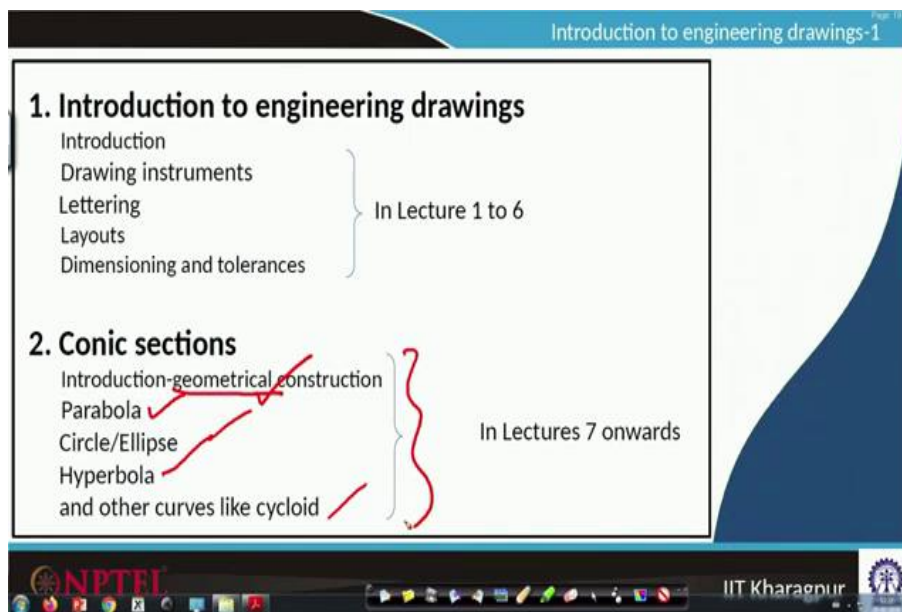 Page 19
Introduction to engineering drawings-1
1. Introduction to engineering drawings
Introduction
Drawing instruments
Lettering
Layouts
Dimensioning and tolerances
In Lecture 1 to 6
2. Conic sections
Introduction-geometrical construction
Parabola
Circle/Ellipse
Hyperbola
and other curves like cycloid
In Lectures 7 onwards
NPTEL
IIT Kharagpur